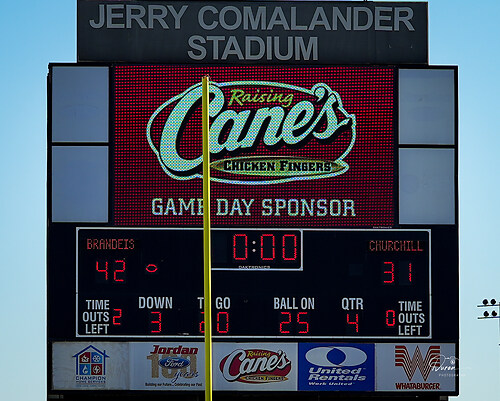 JERRY COMALANDER
STADIUM
Raising
Cane's
CHICKEN FINGERS
GAME DAY SPONSOR
BRANDEIS 0:00 CHURCHILL
42 31
DAKTRONICS
TIME OUTS LEFT 2
DOWN 3
TO GO 20
BALL ON 25
QTR 4
0 TIME OUTS LEFT
CHAMPION
Jordan
Ford
Raising
Cane's
CHICKEN FINGERS
United
Rentals
Work United
WHATABURGER